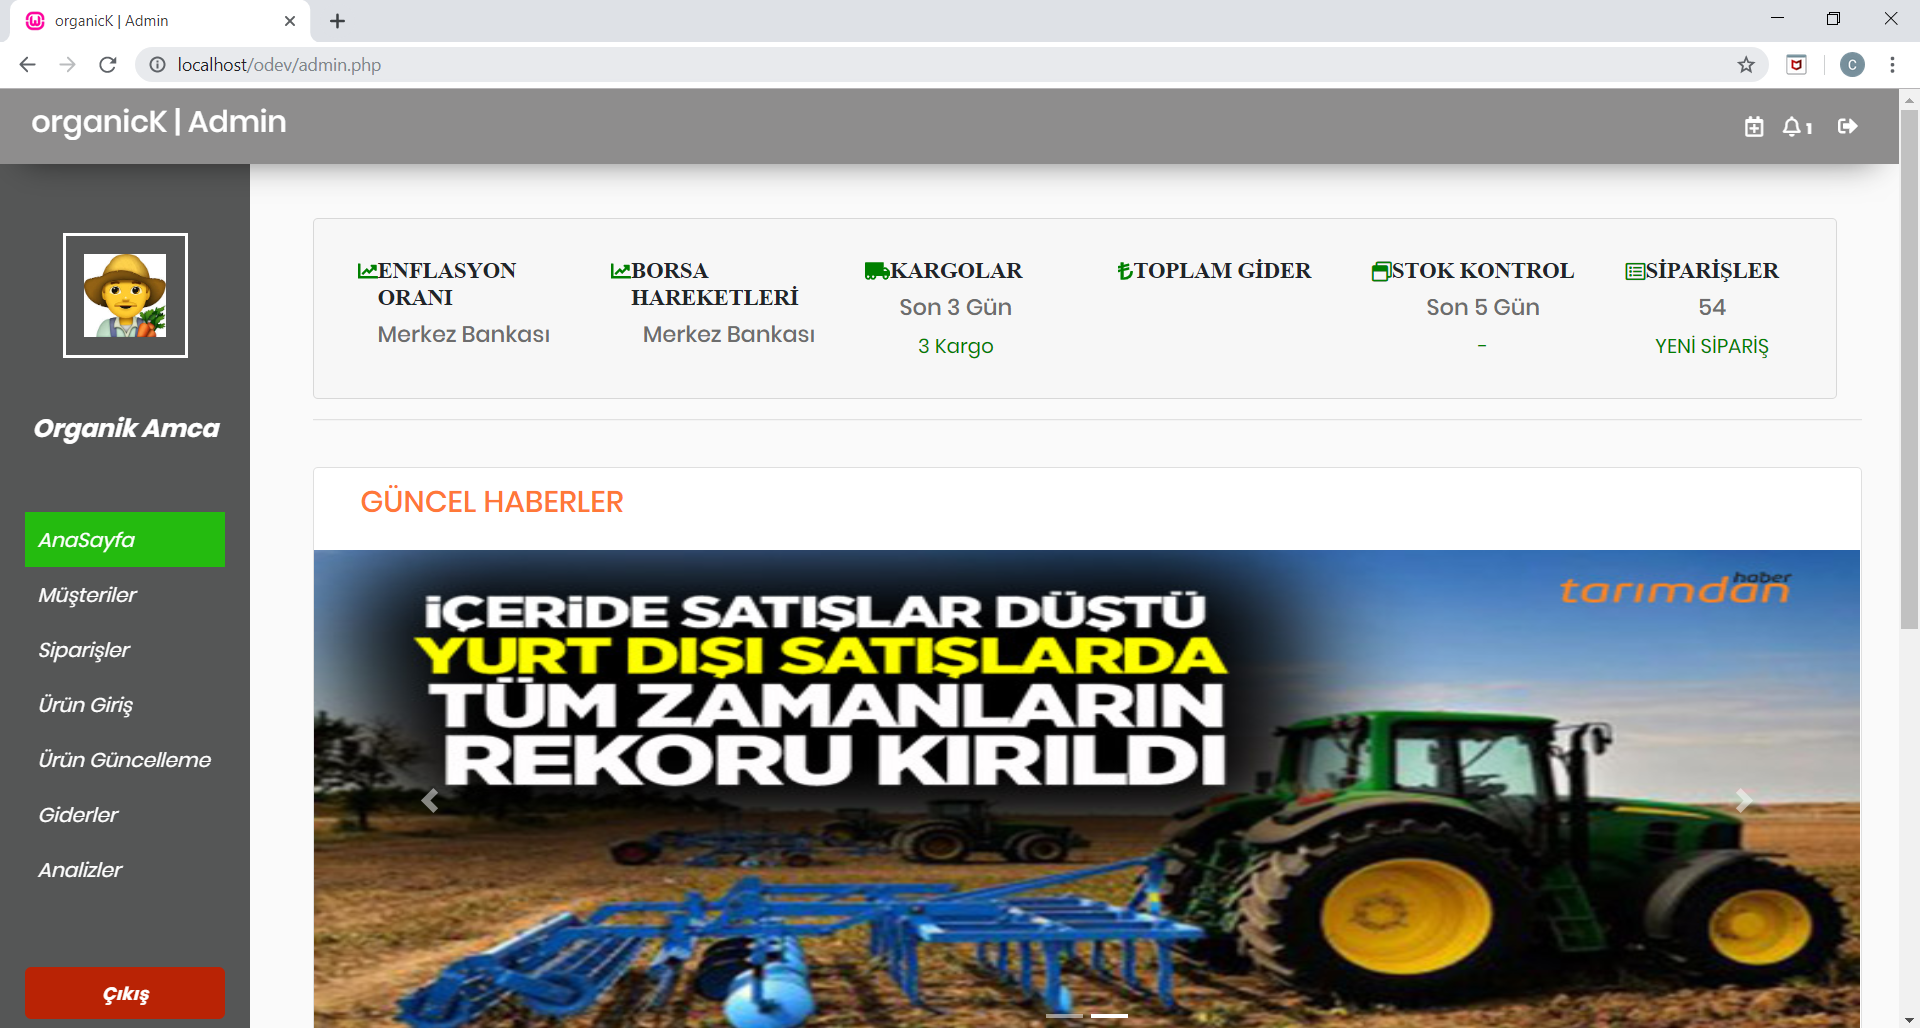 organicK | Admin
localhost/odev/admin.php
C
organicK | Admin
1
Organik Amca
AnaSayfa
Müşteriler
Siparişler
Ürün Giriş
Ürün Güncelleme
Giderler
Analizler
Çıkış
ENFLASYON
ORANI
Merkez Bankası
BORSA
HAREKETLERİ
Merkez Bankası
KARGOLAR
Son 3 Gün
3 Kargo
TOPLAM GİDER
STOK KONTROL
Son 5 Gün
-
SİPARİŞLER
54
YENİ SİPARİŞ
GÜNCEL HABERLER
İÇERİDE SATIŞLAR DÜŞTÜ
YURT DIŞI SATIŞLARDA
TÜM ZAMANLARIN
REKORU KIRILDI
haber
tarımdan